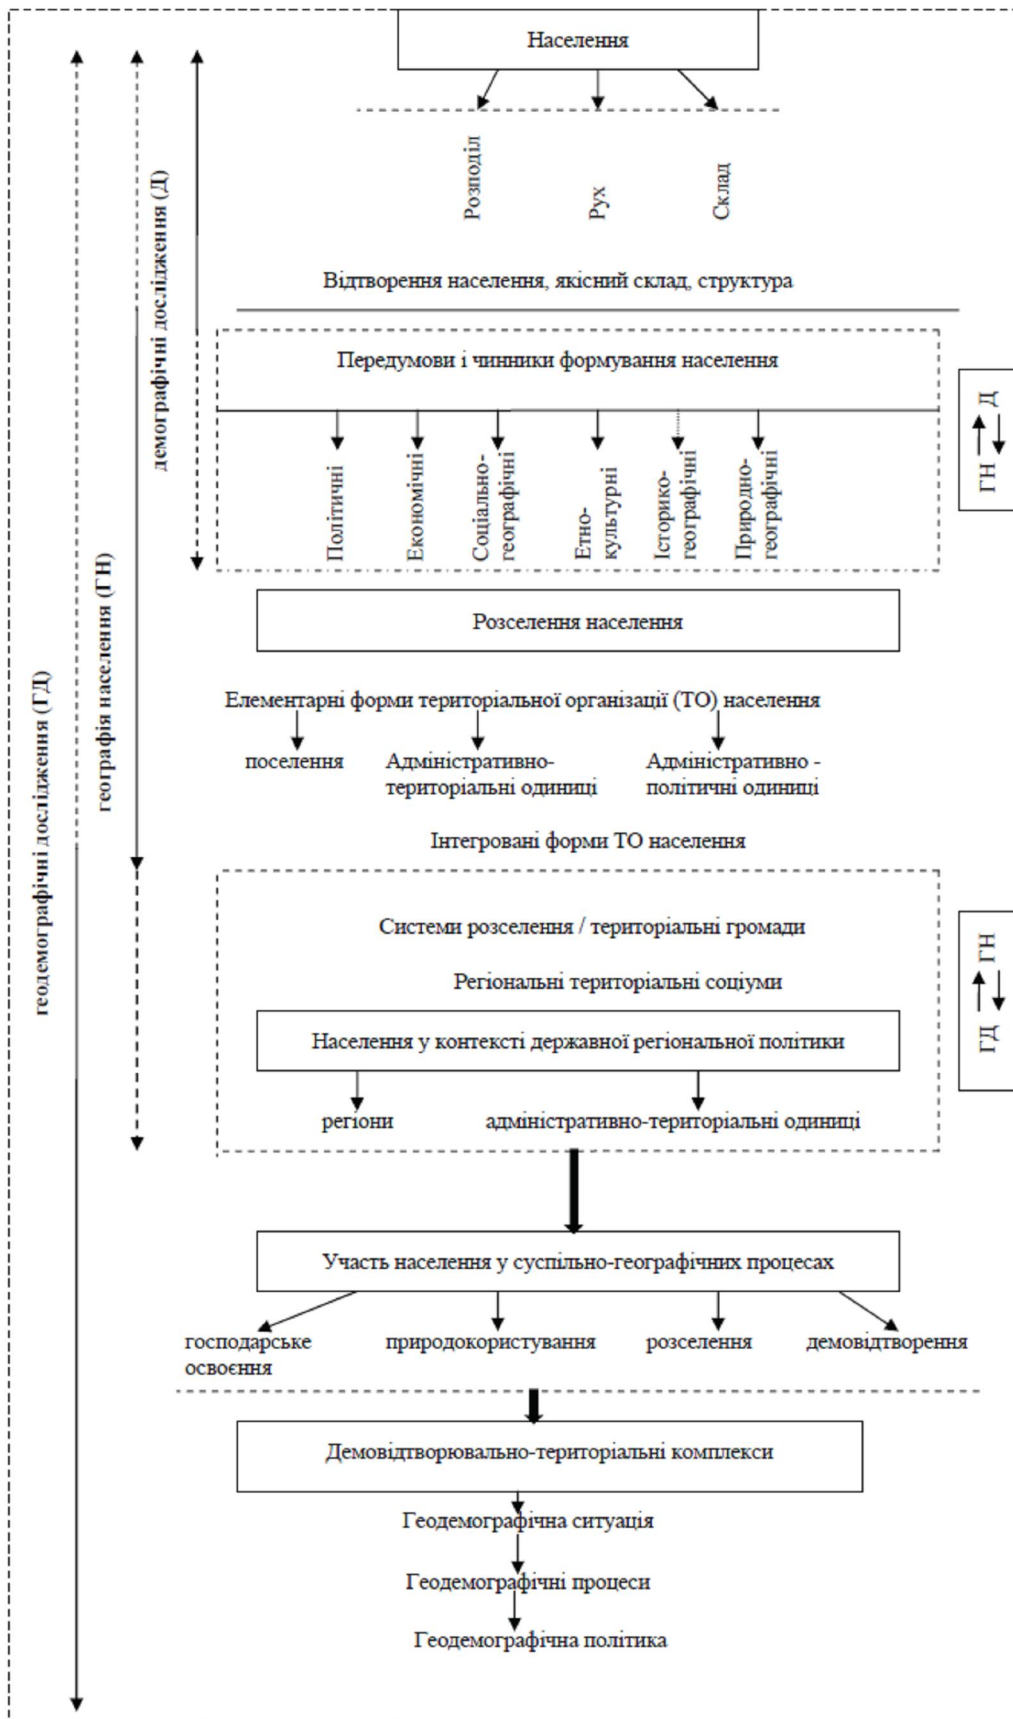 Населення
Розподіл
Рух
Склад
Відтворення населення, якісний склад, структура
Передумови і чинники формування населення
Політичні
Економічні
Соціально-
географічні
Етно-
культурні
Історико-
географічні
Природно-
географічні
ГН
Д
Розселення населення
Елементарні форми територіальної організації (ТО) населення
поселення
Адміністративно-
територіальні одиниці
Адміністративно -
політичні одиниці
Інтегровані форми ТО населення
Системи розселення / територіальні громади
Регіональні територіальні соціуми
Населення у контексті державної регіональної політики
регіони
адміністративно-територіальні одиниці
ГД
ГН
Участь населення у суспільно-географічних процесах
господарське
освоєння
природокористування
розселення
демовідтворення
Демовідтворювально-територіальні комплекси
Геодемографічна ситуація
Геодемографічні процеси
Геодемографічна політика
геодемографічні дослідження (ГД)
географія населення (ГН)
демографічні дослідження (Д)